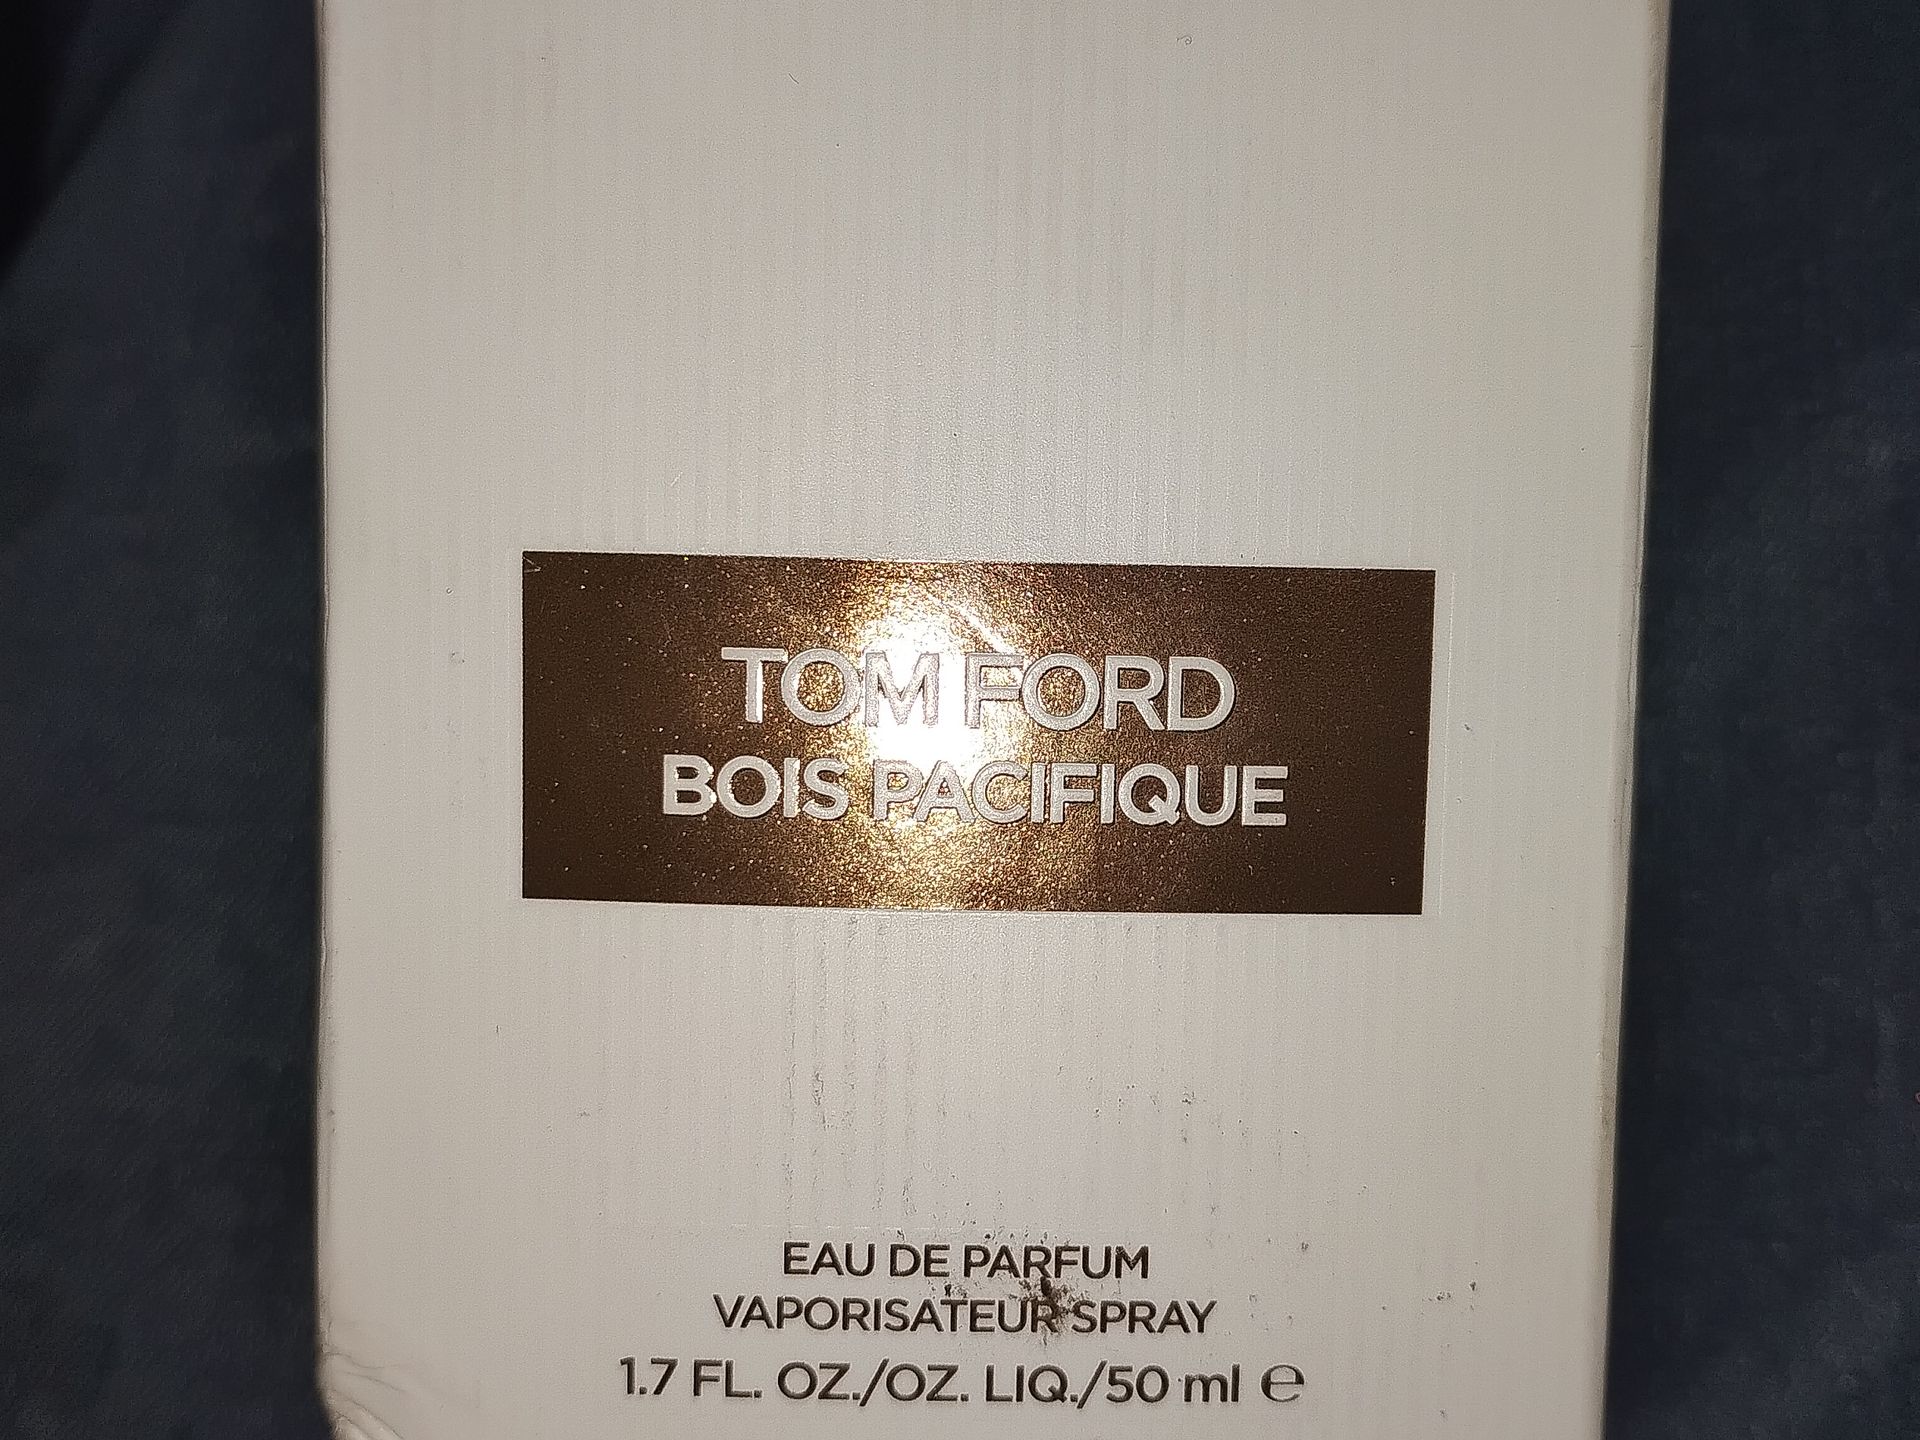 TOM FORD
BOIS PACIFIQUE
EAU DE PARFUM
VAPORISATEUR SPRAY
1.7 FL. OZ./OZ. LIQ./50 ml ℮